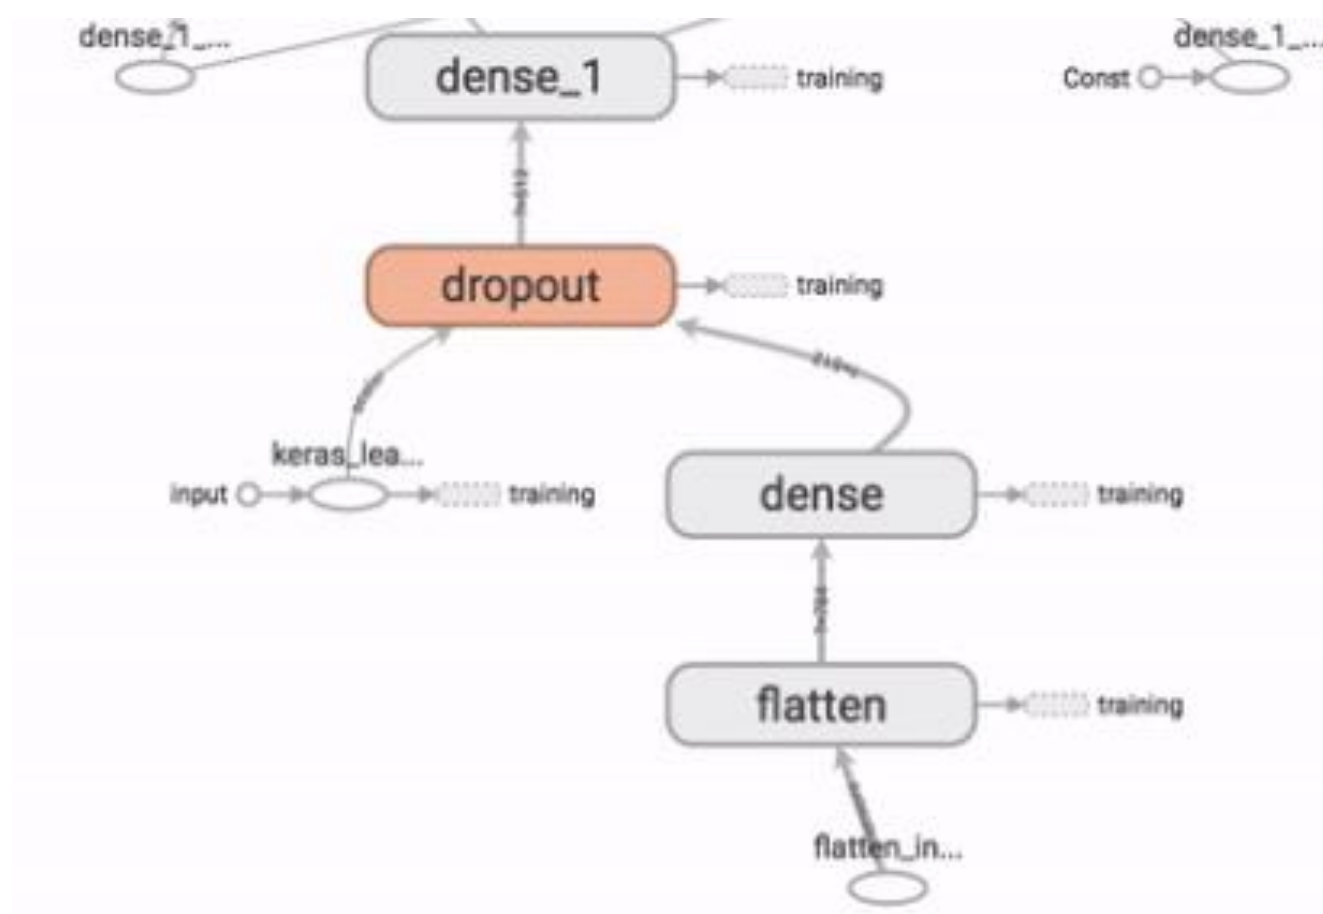 dense_1_...
dense_1_...
dense_1
training
Const
dropout
training
keras_lea...
input
training
dense
training
flatten
training
flatten_in...